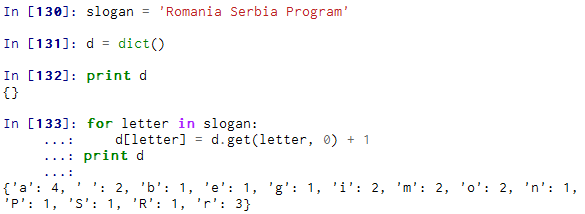 In [130]: slogan = 'Romania Serbia Program'
In [131]: d = dict()
In [132]: print d
{}
In [133]: for letter in slogan:
     ...:     d[letter] = d.get(letter, 0) + 1
     ...: print d
     ...:
{'a': 4, ' ': 2, 'b': 1, 'e': 1, 'g': 1, 'i': 2, 'm': 2, 'o': 2, 'n': 1,
'P': 1, 'S': 1, 'R': 1, 'r': 3}